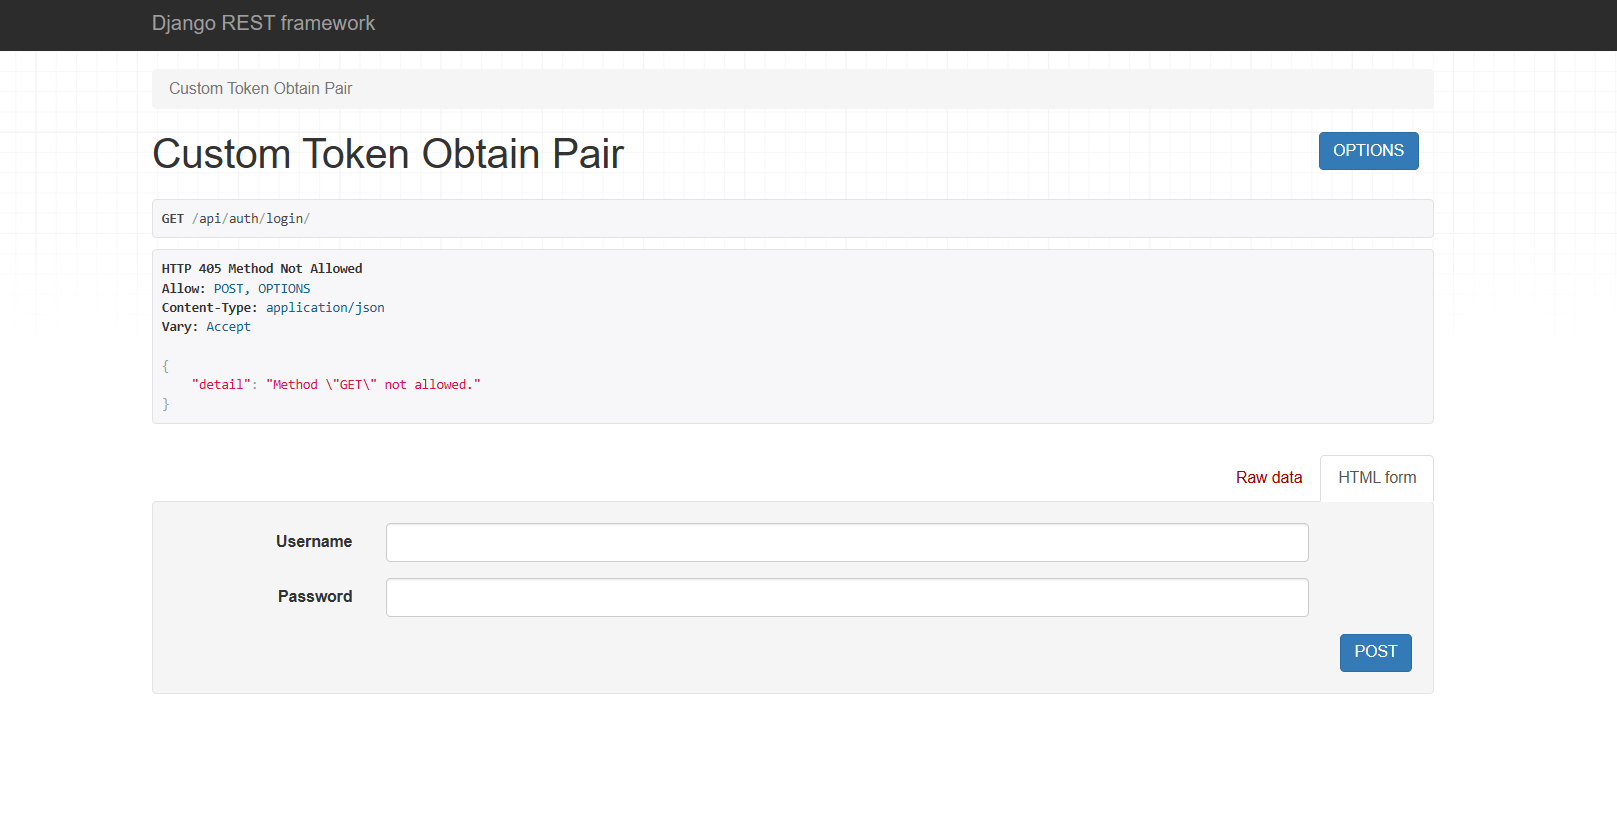 Django REST framework
Custom Token Obtain Pair
Custom Token Obtain Pair
OPTIONS
GET /api/auth/login/
HTTP 405 Method Not Allowed
Allow: POST, OPTIONS
Content-Type: application/json
Vary: Accept
{
    "detail": "Method \"GET\" not allowed."
}
Raw data
HTML form
Username
Password
POST